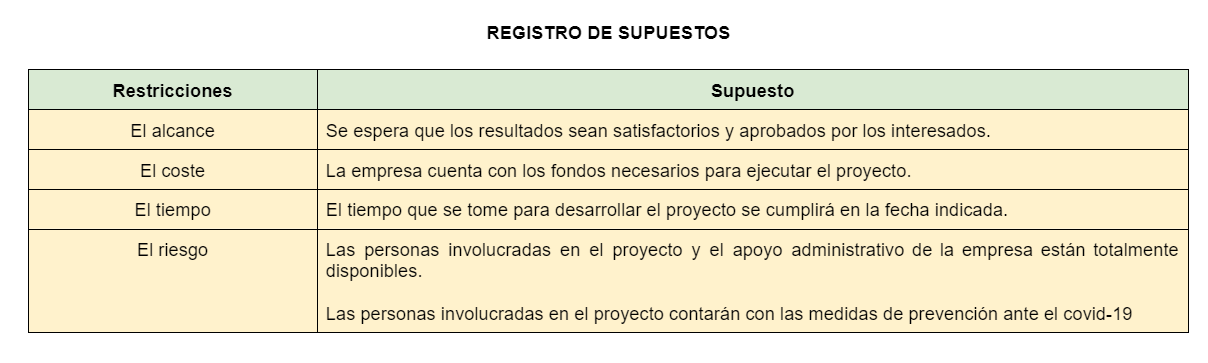 REGISTRO DE SUPUESTOS
Restricciones
Supuesto
El alcance
Se espera que los resultados sean satisfactorios y aprobados por los interesados.
El coste
La empresa cuenta con los fondos necesarios para ejecutar el proyecto.
El tiempo
El tiempo que se tome para desarrollar el proyecto se cumplirá en la fecha indicada.
El riesgo
Las personas involucradas en el proyecto y el apoyo administrativo de la empresa están totalmente
disponibles.
Las personas involucradas en el proyecto contarán con las medidas de prevención ante el covid-19